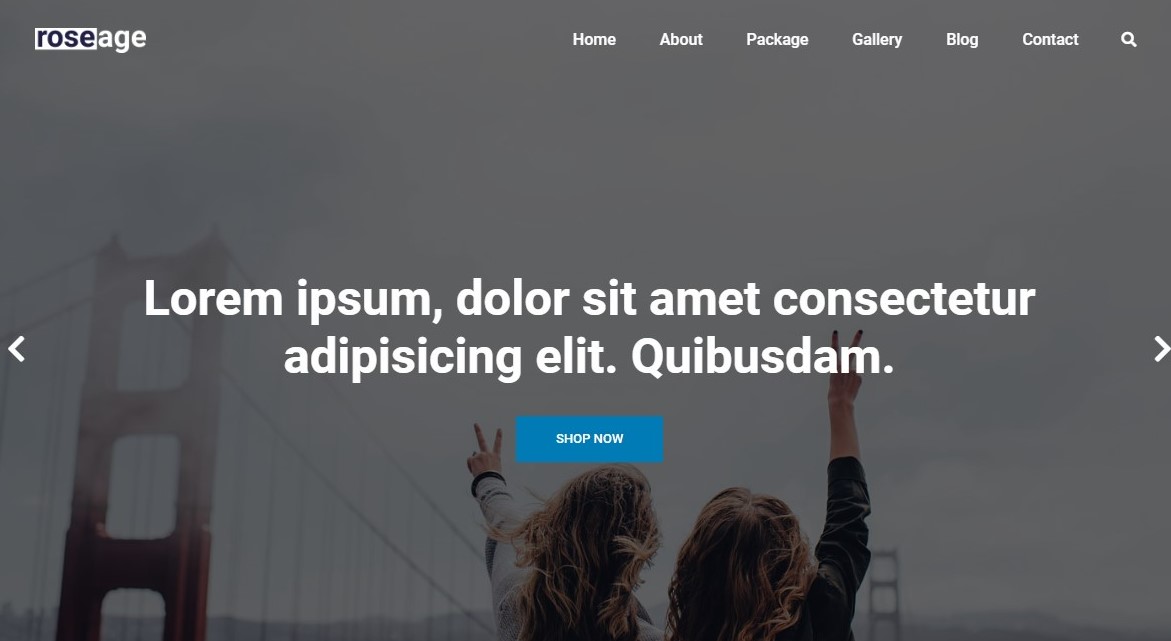 roseage
Home About Package Gallery Blog Contact
Lorem ipsum, dolor sit amet consectetur
adipisicing elit. Quibusdam.
SHOP NOW